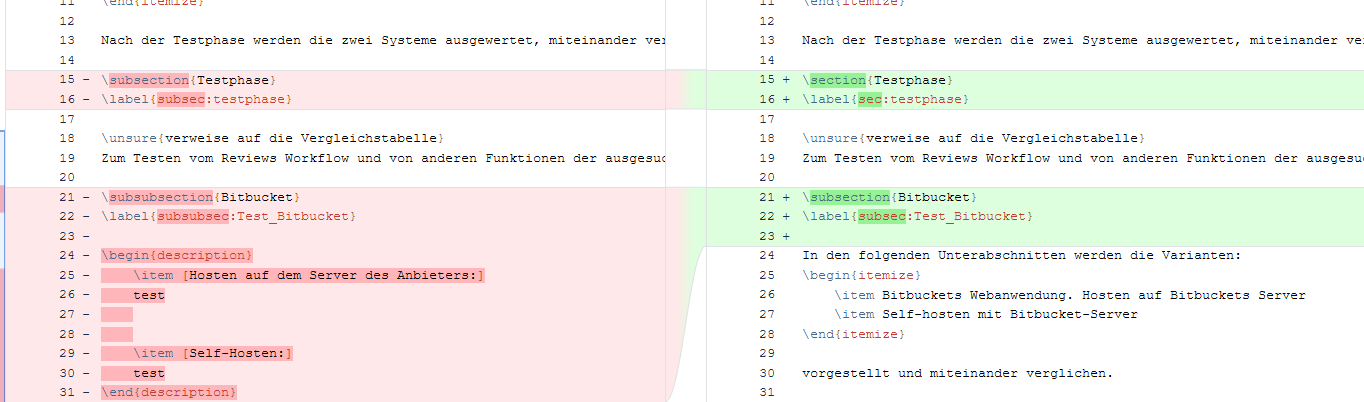 11 \end{itemize}
12
13 Nach der Testphase werden die zwei Systeme ausgewertet, miteinander
14
15 - \subsection{Testphase}
16 - \label{subsec:testphase}
17
18 \unsure{verweise auf die Vergleichstabelle}
19 Zum Testen vom Reviews Workflow und von anderen Funktionen der
20
21 - \subsubsection{Bitbucket}
22 - \label{subsubsec:Test_Bitbucket}
23 -
24 - \begin{description}
25 - \item [Hosten auf dem Server des Anbieters:]
26 - test
27 -
28 -
29 - \item [Self-Hosten:]
30 - test
31 - \end{description}
11 \end{itemize}
12
13 Nach der Testphase werden die zwei Systeme ausgewertet, miteinander
14
15 + \section{Testphase}
16 + \label{sec:testphase}
17
18 \unsure{verweise auf die Vergleichstabelle}
19 Zum Testen vom Reviews Workflow und von anderen Funktionen der
20
21 + \subsection{Bitbucket}
22 + \label{subsec:Test_Bitbucket}
23 +
24 In den folgenden Unterabschnitten werden die Varianten:
25 \begin{itemize}
26 \item Bitbuckets Webanwendung. Hosten auf Bitbuckets Server
27 \item Self-hosten mit Bitbucket-Server
28 \end{itemize}
29
30 vorgestellt und miteinander verglichen.
31